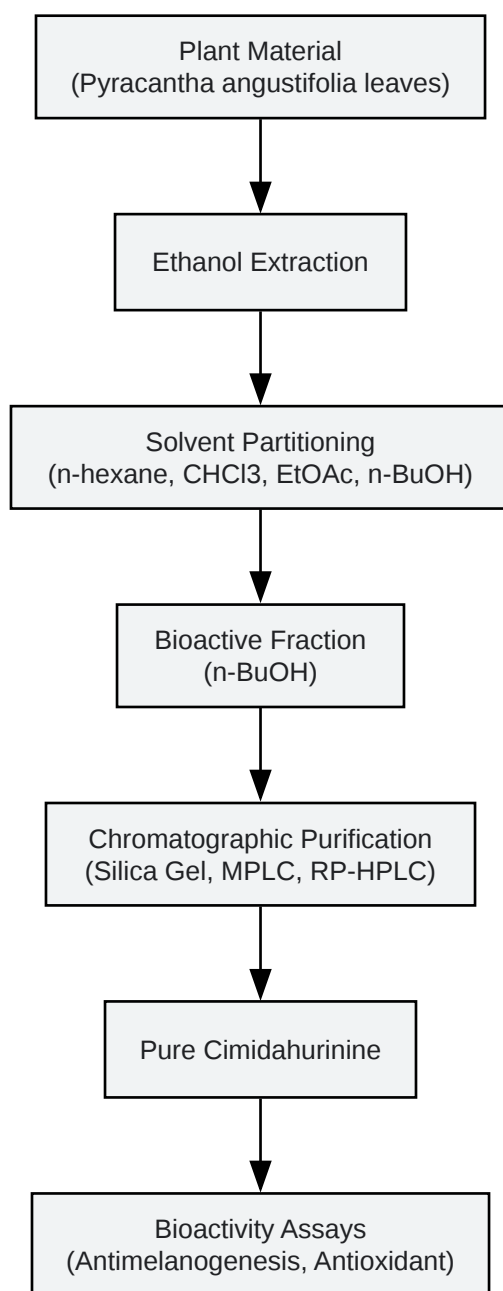 Plant Material
(Pyracantha angustifolia leaves)
Ethanol Extraction
Solvent Partitioning
(n-hexane, CHCl3, EtOAc, n-BuOH)
Bioactive Fraction
(n-BuOH)
Chromatographic Purification
(Silica Gel, MPLC, RP-HPLC)
Pure Cimidahurinine
Bioactivity Assays
(Antimelanogenesis, Antioxidant)